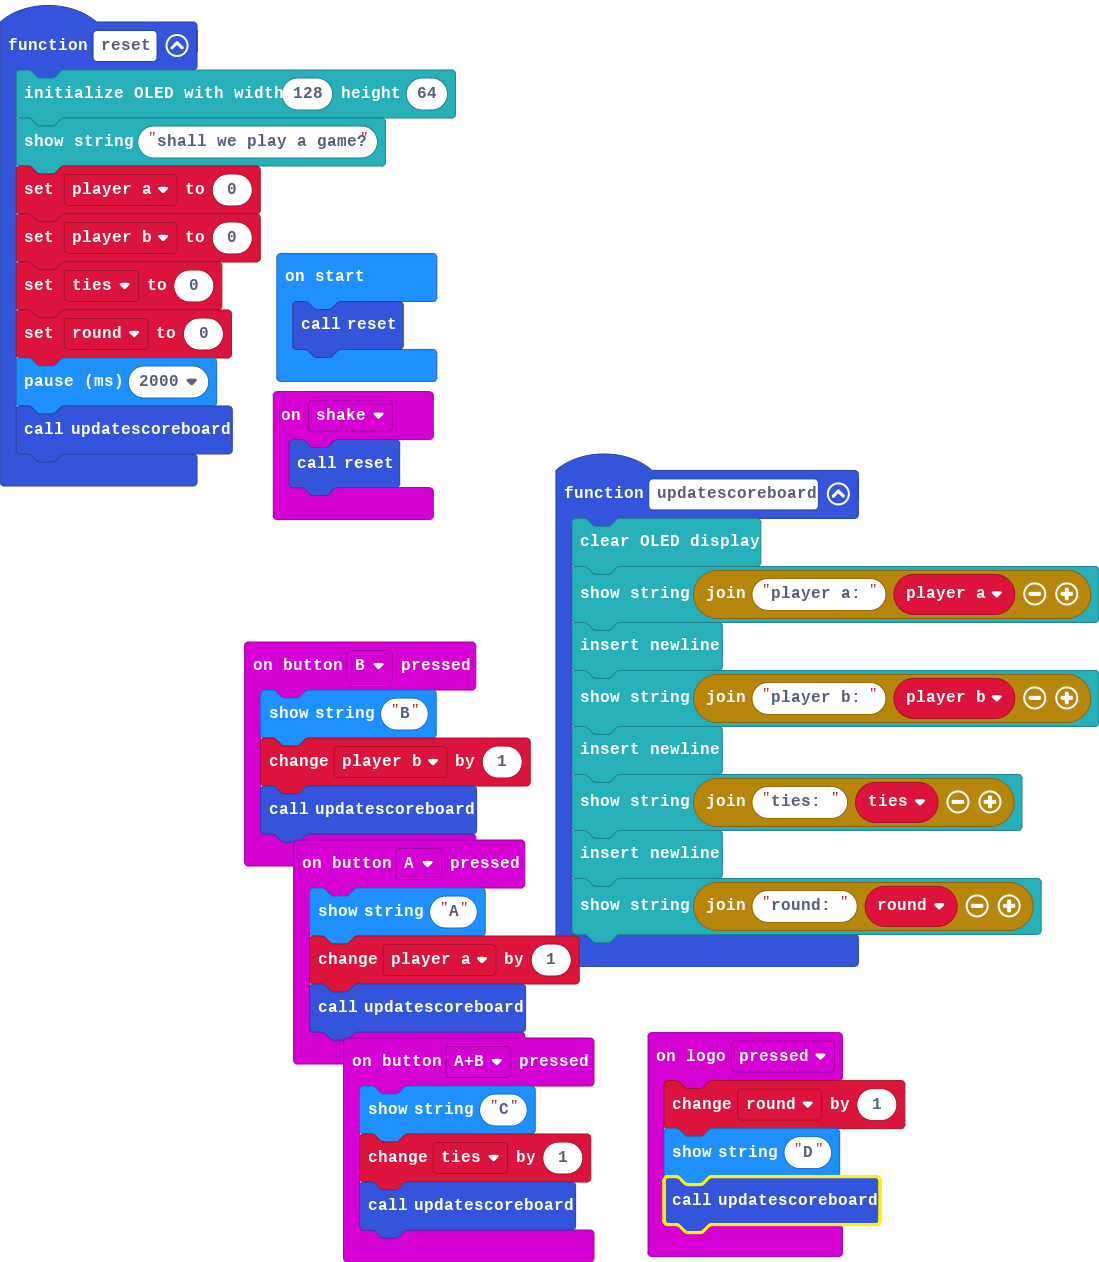 function reset
initialize OLED with width 128 height 64
show string "shall we play a game?"
set player a to 0
set player b to 0
set ties to 0
set round to 0
pause (ms) 2000
call updatescoreboard
on start
call reset
on shake
call reset
function updatescoreboard
clear OLED display
show string join "player a: " player a
insert newline
show string join "player b: " player b
insert newline
show string join "ties: " ties
insert newline
show string join "round: " round
on button B pressed
show string "B"
change player b by 1
call updatescoreboard
on button A pressed
show string "A"
change player a by 1
call updatescoreboard
on button A+B pressed
show string "C"
change ties by 1
call updatescoreboard
on logo pressed
change round by 1
show string "D"
call updatescoreboard